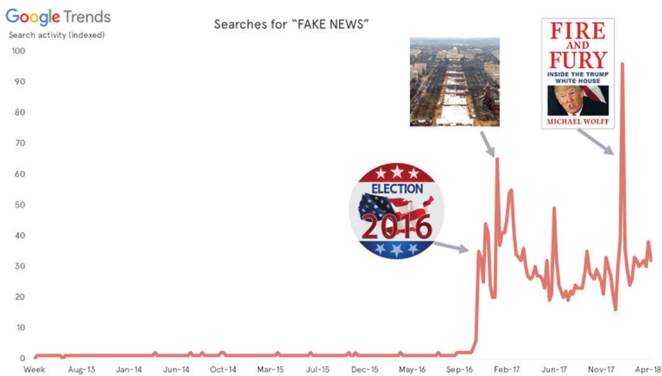 Google Trends
Search activity (indexed)
Searches for “FAKE NEWS”
100
90
80
70
60
50
40
30
20
10
0
ELECTION
2016
FIRE
AND
FURY
INSIDE THE TRUMP
WHITE HOUSE
MICHAEL WOLFF
Week Aug-13 Jan-14 Jun-14 Oct-14 Mar-15 Jul-15 Dec-15 May-16 Sep-16 Feb-17 Jun-17 Nov-17 Apr-18